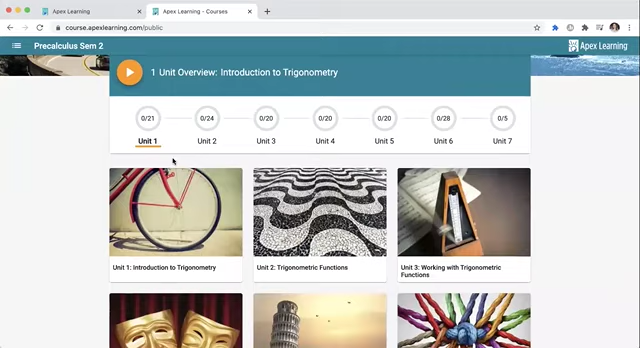 Apex Learning
Apex Learning - Courses
course.apexlearning.com/public
Precalculus Sem 2
Apex Learning
1 Unit Overview: Introduction to Trigonometry
0/21 0/24 0/20 0/20 0/20 0/28 0/5
Unit 1 Unit 2 Unit 3 Unit 4 Unit 5 Unit 6 Unit 7
Unit 1: Introduction to Trigonometry
Unit 2: Trigonometric Functions
Unit 3: Working with Trigonometric
Functions